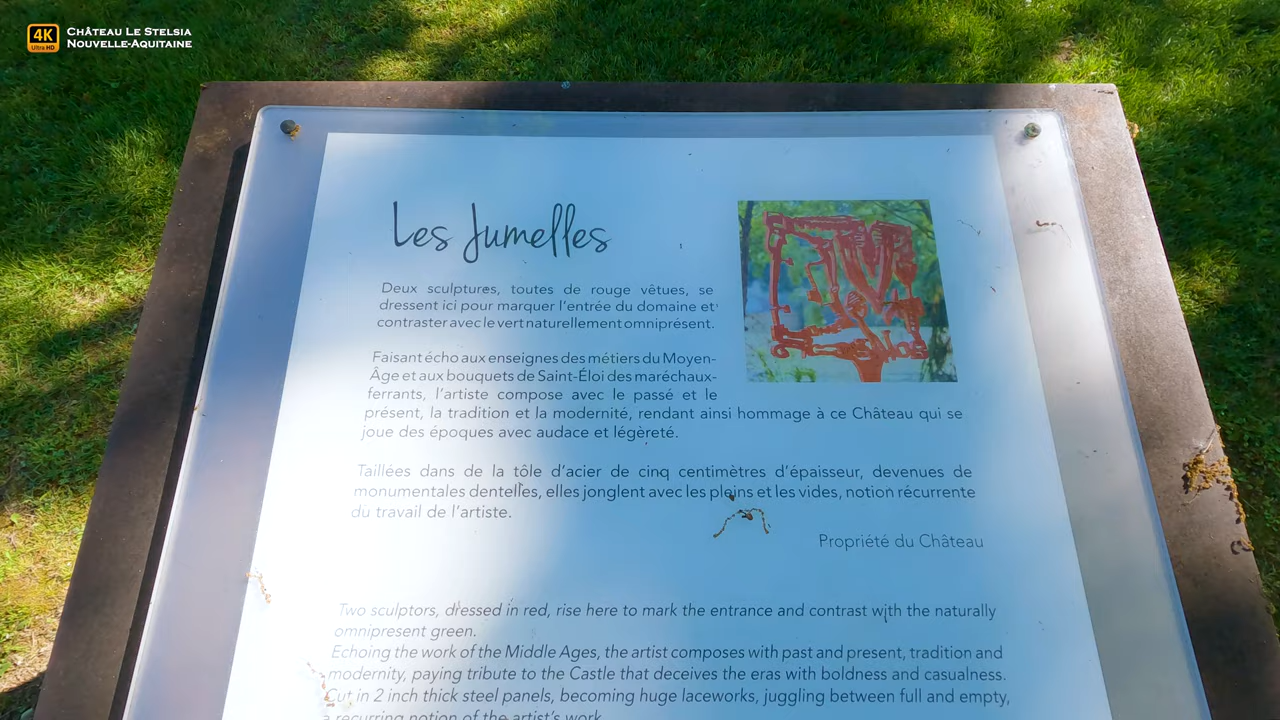 4K
Ultra HD
Château Le Stelsia
Nouvelle-Aquitaine
Les Jumelles
Deux sculptures, toutes de rouge vêtues, se
dressent ici pour marquer l'entrée du domaine et
contraster avec le vert naturellement omniprésent.
Faisant écho aux enseignes des métiers du Moyen-
Âge et aux bouquets de Saint-Éloi des maréchaux-
ferrants, l'artiste compose avec le passé et le
présent, la tradition et la modernité, rendant ainsi hommage à ce Château qui se
joue des époques avec audace et légèreté.
Taillées dans de la tôle d'acier de cinq centimètres d'épaisseur, devenues de
monumentales dentelles, elles jonglent avec les pleins et les vides, notion récurrente
du travail de l'artiste.
Propriété du Château
Two sculptors, dressed in red, rise here to mark the entrance and contrast with the naturally
omnipresent green.
Echoing the work of the Middle Ages, the artist composes with past and present, tradition and
modernity, paying tribute to the Castle that deceives the eras with boldness and casualness.
Cut in 2 inch thick steel panels, becoming huge laceworks, juggling between full and empty,
a recurring notion of the artist's work.